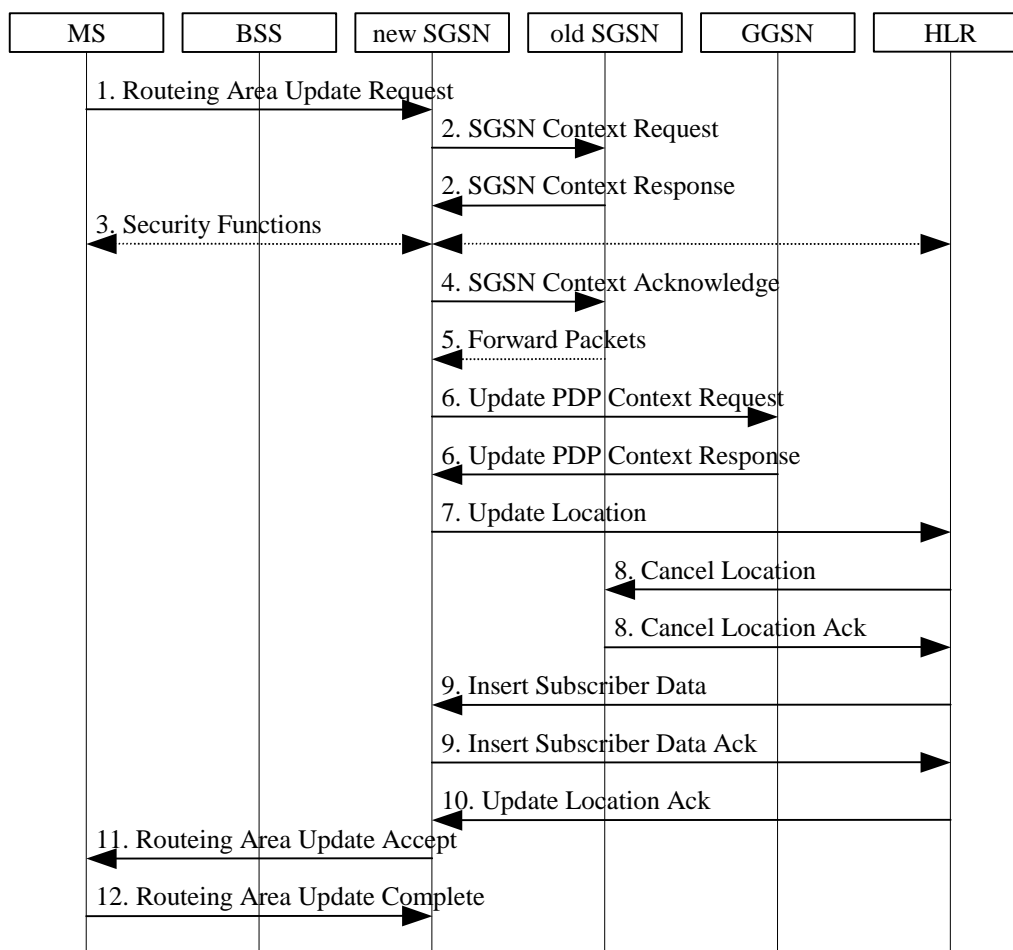 MS BSS new SGSN old SGSN GGSN HLR
1. Routeing Area Update Request
2. SGSN Context Request
2. SGSN Context Response
3. Security Functions
4. SGSN Context Acknowledge
5. Forward Packets
6. Update PDP Context Request
6. Update PDP Context Response
7. Update Location
8. Cancel Location
8. Cancel Location Ack
9. Insert Subscriber Data
9. Insert Subscriber Data Ack
10. Update Location Ack
11. Routeing Area Update Accept
12. Routeing Area Update Complete